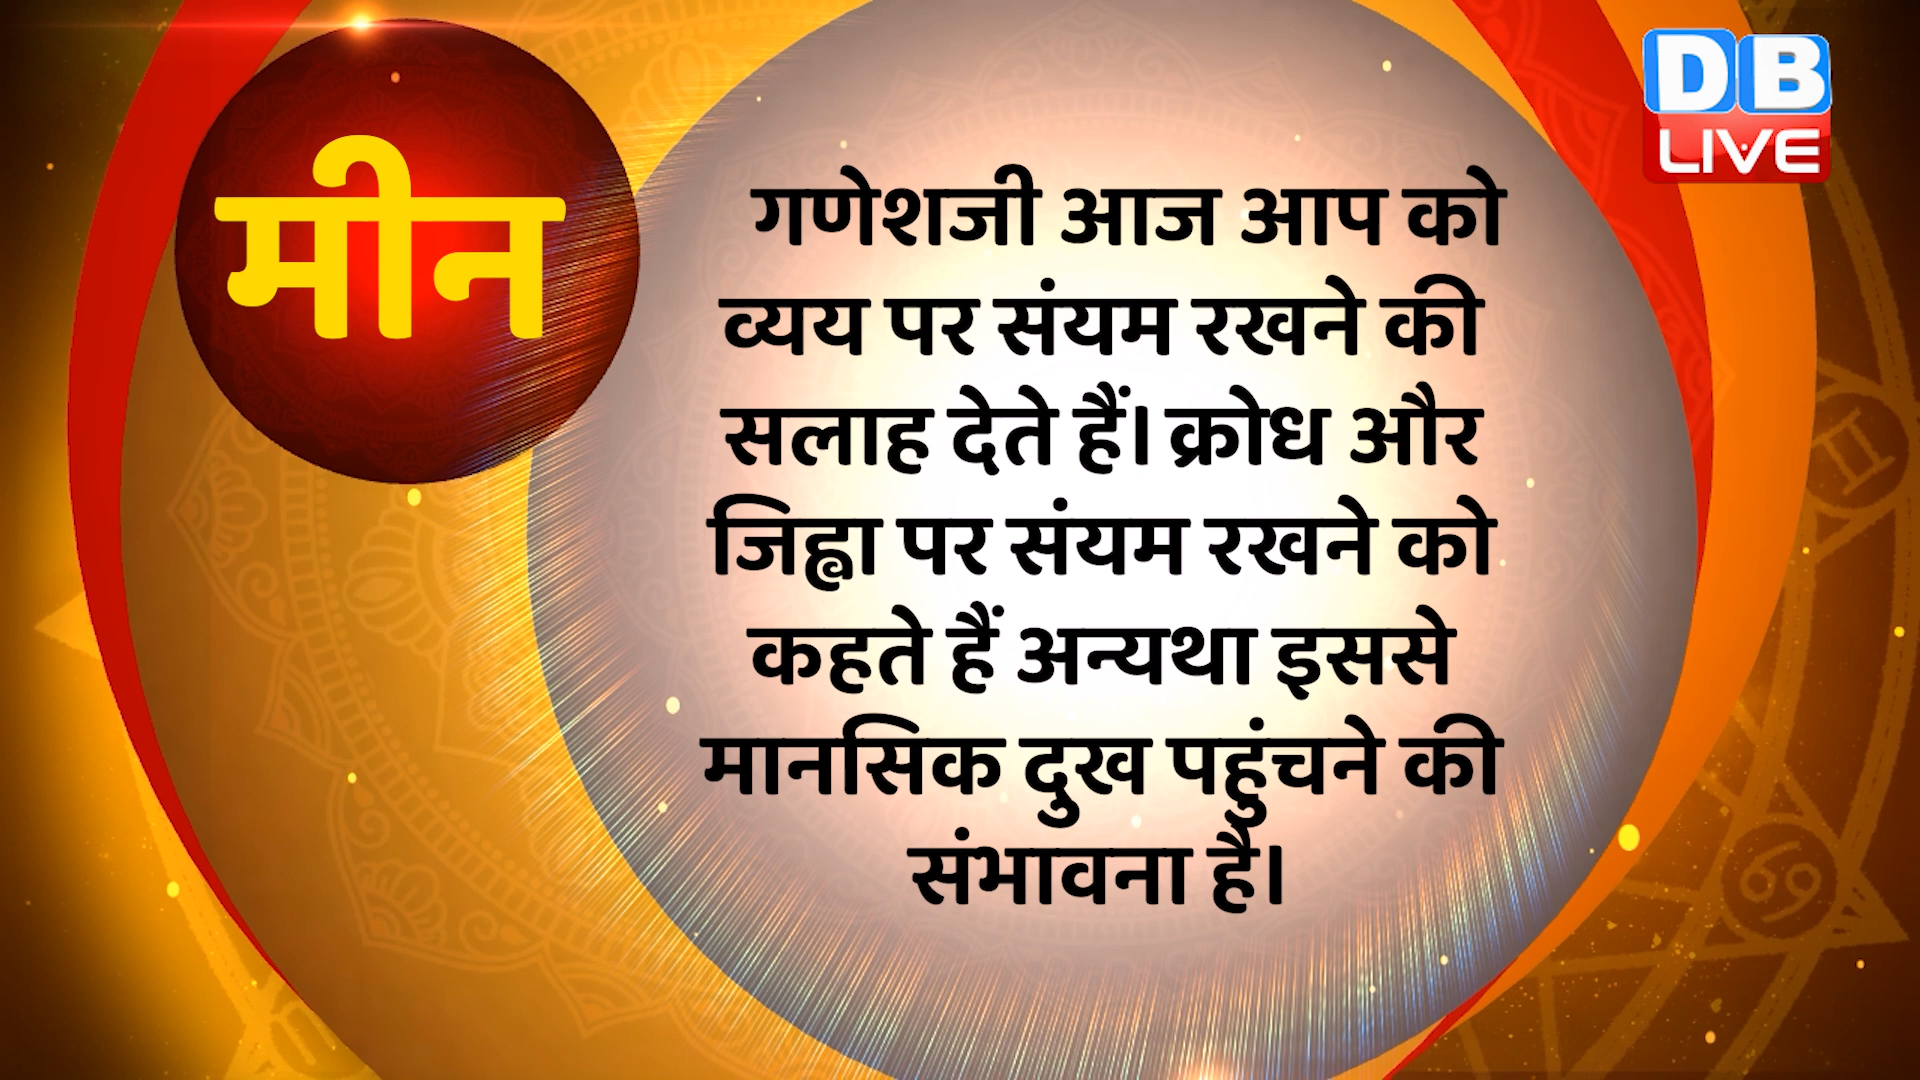 मीन
DB
LIVE
गणेशजी आज आप को
व्यय पर संयम रखने की
सलाह देते हैं। क्रोध और
जिह्वा पर संयम रखने को
कहते हैं अन्यथा इससे
मानसिक दुख पहुंचने की
संभावना है।